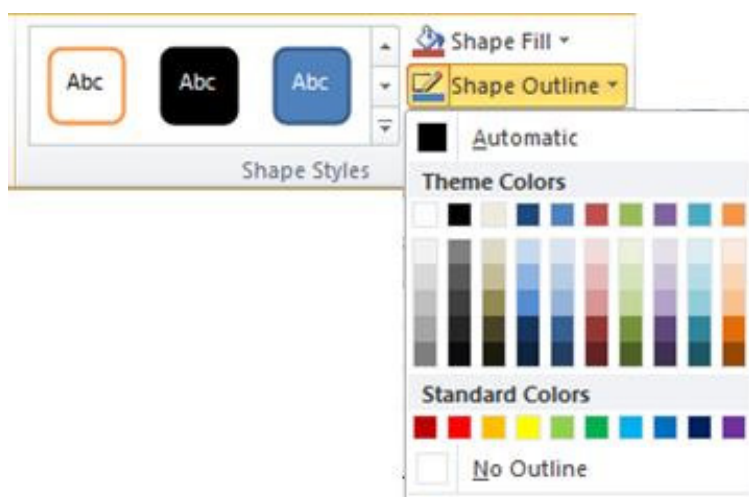 Abc Abc Abc Shape Fill
Shape Outline
Shape Styles
Automatic
Theme Colors
Standard Colors
No Outline